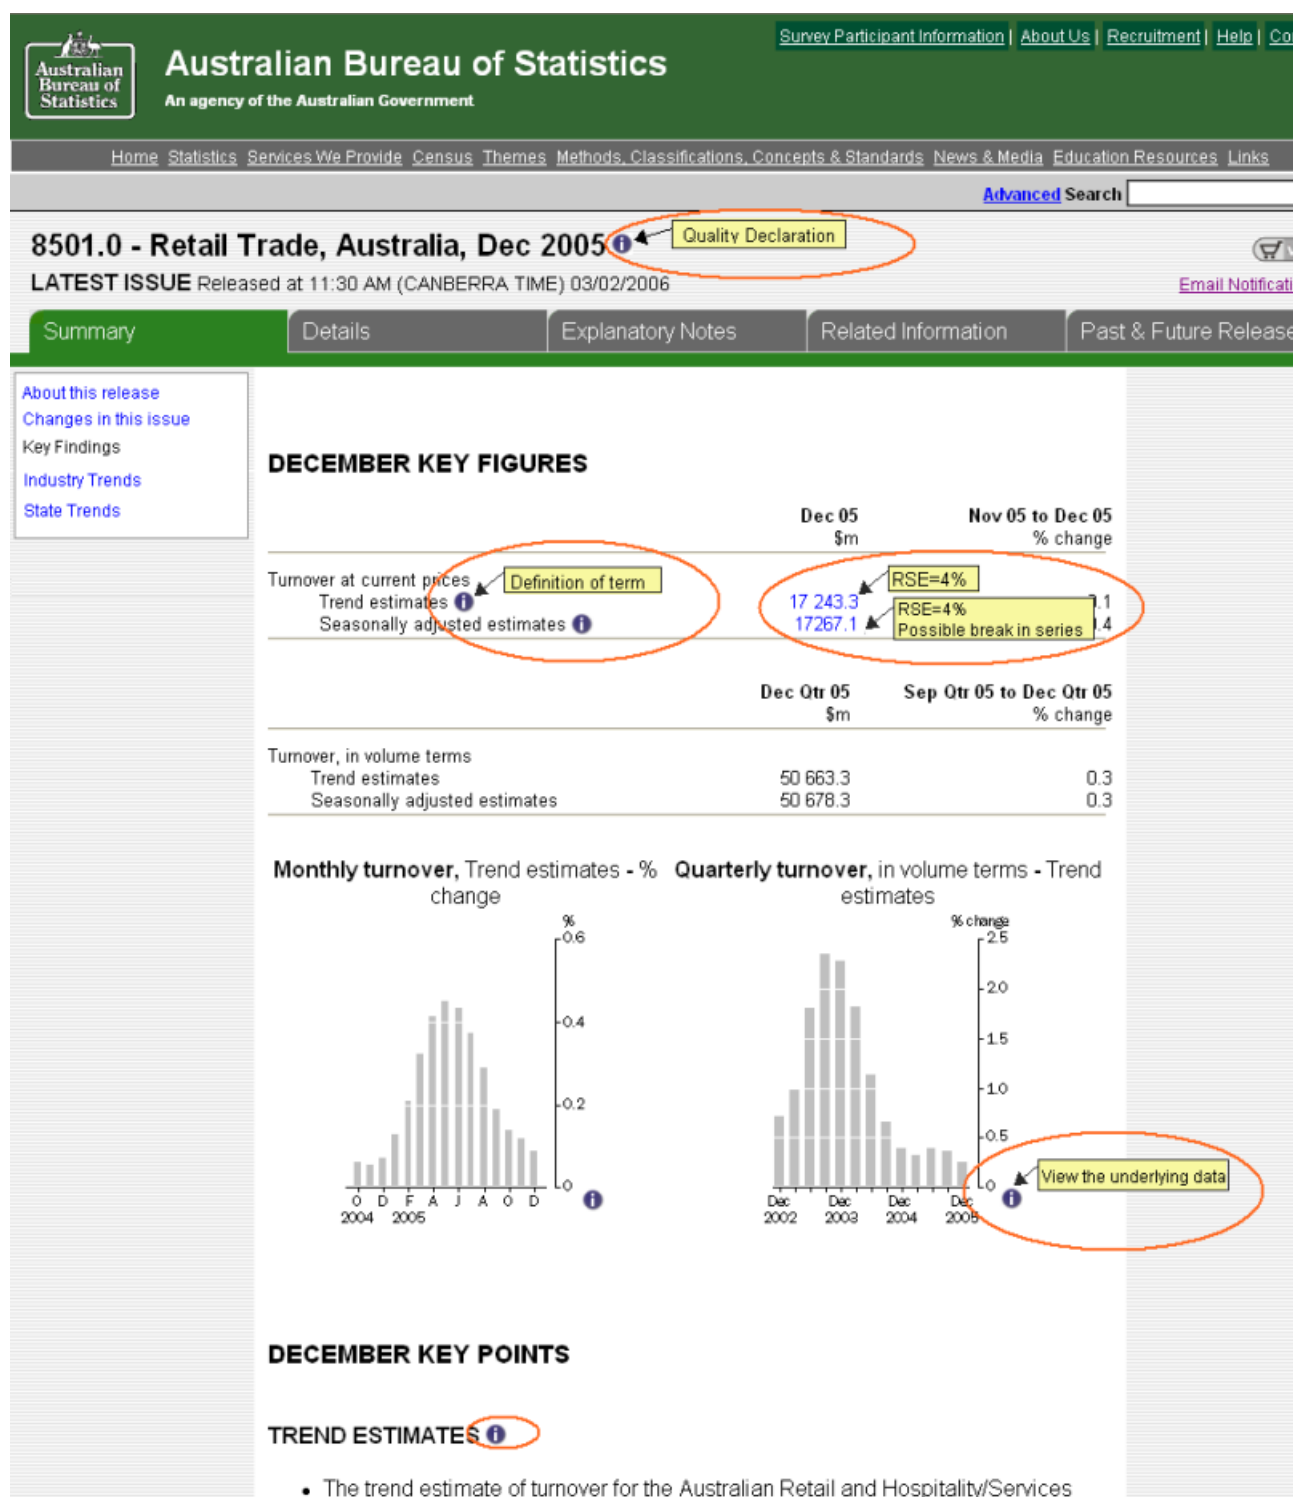 Survey Participant Information | About Us | Recruitment | Help |
Australian
Bureau of
Statistics
Australian Bureau of Statistics
An agency of the Australian Government
Home Statistics Services We Provide Census Themes Methods, Classifications, Concepts & Standards News & Media Education Resources Links
Advanced Search
8501.0 - Retail Trade, Australia, Dec 2005
Quality Declaration
LATEST ISSUE Released at 11:30 AM (CANBERRA TIME) 03/02/2006
Email
Summary Details Explanatory Notes Related Information Past & Future
About this release
Changes in this issue
Key Findings
Industry Trends
State Trends
DECEMBER KEY FIGURES
Dec 05 Nov 05 to Dec 05
$m % change
Turnover at current prices
Definition of term
RSE=4%
Trend estimates 17 243.3
Seasonally adjusted estimates 17267.1
RSE=4%
Possible break in series
Dec Qtr 05 Sep Qtr 05 to Dec Qtr 05
$m % change
Turnover, in volume terms
Trend estimates 50 663.3 0.3
Seasonally adjusted estimates 50 678.3 0.3
Monthly turnover, Trend estimates - %
change
%
0.6
0.4
0.2
0
O D F A J A O D
2004 2005
Quarterly turnover, in volume terms - Trend
estimates
% change
2.5
2.0
1.5
1.0
0.5
0
Dec Dec Dec Dec
2002 2003 2004 2005
View the underlying data
DECEMBER KEY POINTS
TREND ESTIMATES
• The trend estimate of turnover for the Australian Retail and Hospitality/Services